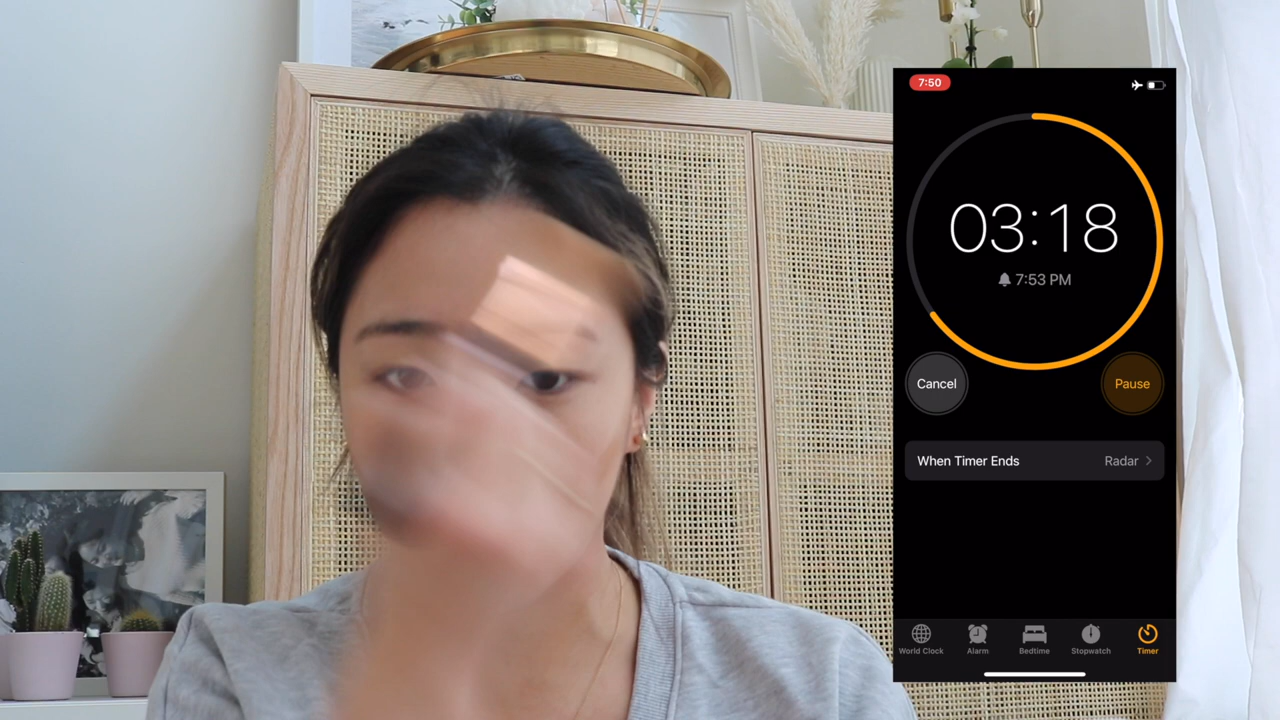 7:50
03:18
7:53 PM
Cancel
Pause
When Timer Ends
Radar
World Clock
Alarm
Bedtime
Stopwatch
Timer